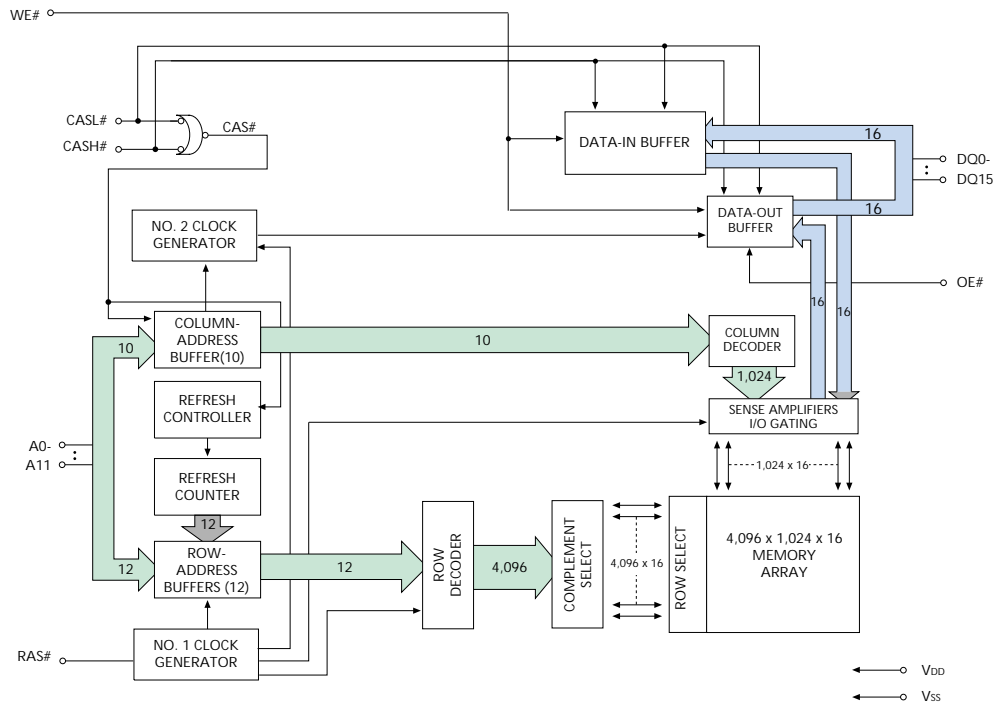 WE#
CASL#
CASH#
CAS#
DATA-IN BUFFER
16
DQ0-
DQ15
16
DATA-OUT
BUFFER
NO. 2 CLOCK
GENERATOR
OE#
16
16
COLUMN-
ADDRESS
BUFFER(10)
10
10
COLUMN
DECODER
1,024
REFRESH
CONTROLLER
SENSE AMPLIFIERS
I/O GATING
A0-
A11
REFRESH
COUNTER
1,024 x 16
12
ROW-
ADDRESS
BUFFERS (12)
12
12
ROW
DECODER
4,096
COMPLEMENT
SELECT
4,096 x 16
ROW SELECT
4,096 x 1,024 x 16
MEMORY
ARRAY
RAS#
NO. 1 CLOCK
GENERATOR
VDD
VSS